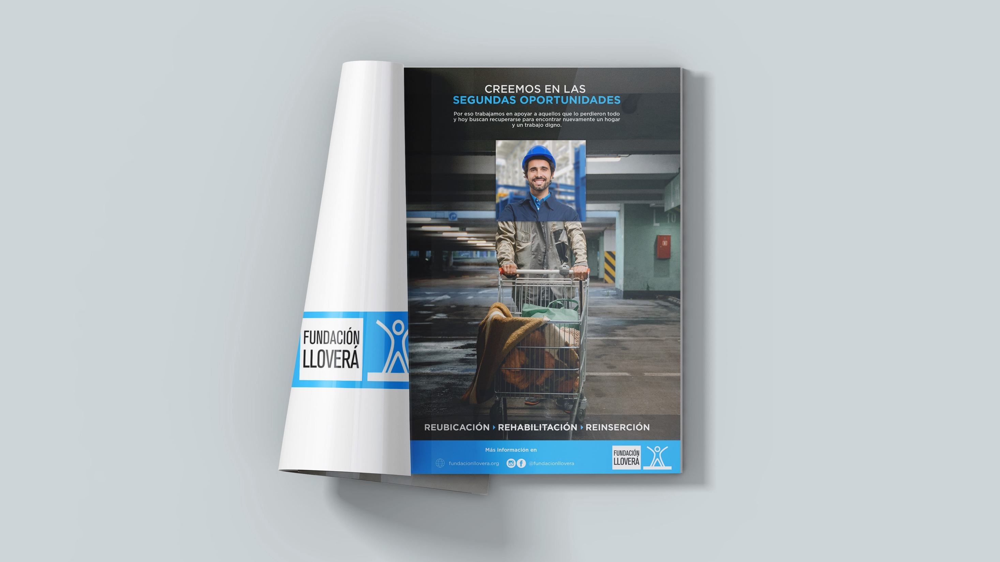 FUNDACIÓN
LLOVERÁ
CREEMOS EN LAS
SEGUNDAS OPORTUNIDADES
Por eso trabajamos en apoyar a aquellos que lo perdieron todo
y hoy buscan recuperarse para encontrar nuevamente un hogar
y un trabajo digno.
11
L 10
REUBICACIÓN REHABILITACIÓN REINSERCIÓN
Más información en
fundacionllovera.org @fundacionllovera
FUNDACIÓN
LLOVERÁ